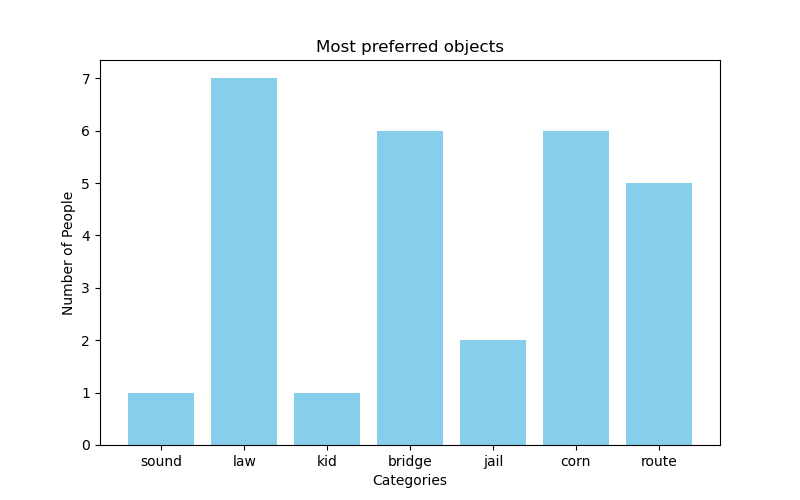 Most preferred objects
Number of People
7
6
5
4
3
2
1
0
sound law kid bridge jail corn route
Categories